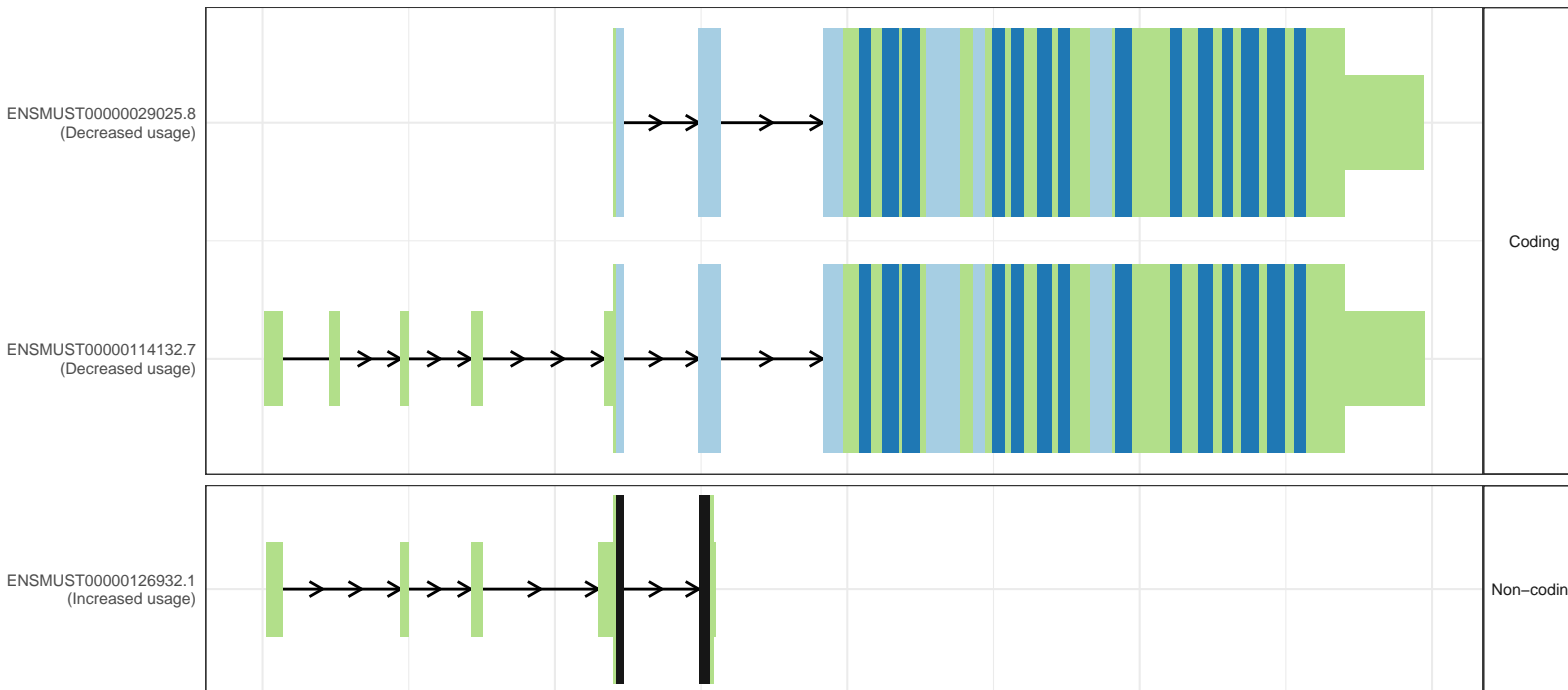 ENSMUST00000029025.8
(Decreased usage)
Coding
ENSMUST00000114132.7
(Decreased usage)
ENSMUST00000126932.1
(Increased usage)
Non−codin